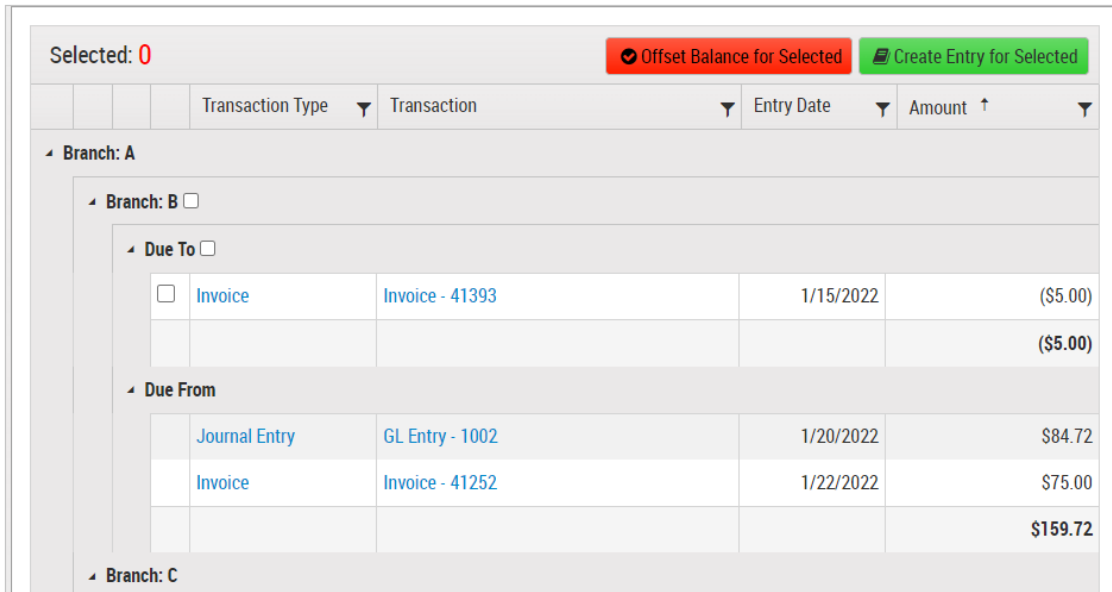 Selected: 0 Offset Balance for Selected Create Entry for Selected
Transaction Type Transaction Entry Date Amount
Branch: A
Branch: B
Due To
Invoice Invoice - 41393 1/15/2022 ($5.00)
($5.00)
Due From
Journal Entry GL Entry - 1002 1/20/2022 $84.72
Invoice Invoice - 41252 1/22/2022 $75.00
$159.72
Branch: C